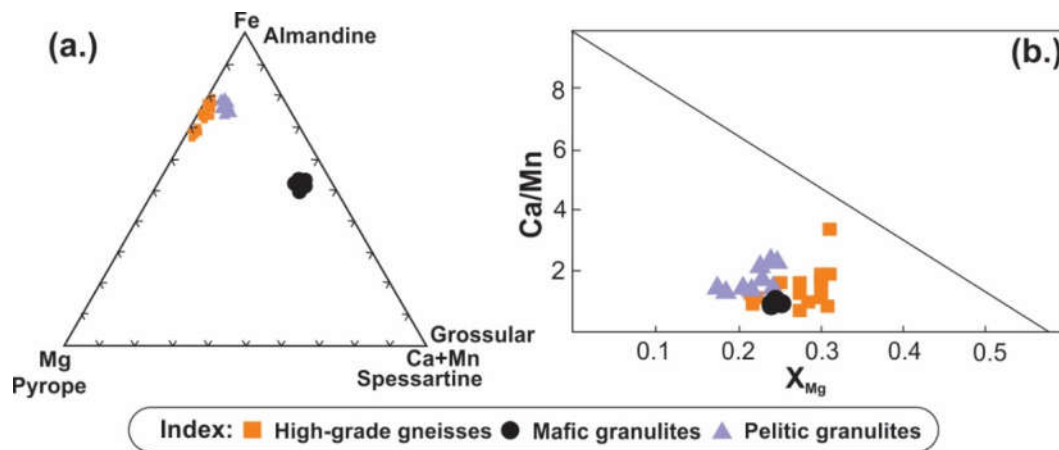 (a.)
Fe
Almandine
Mg
Pyrope
Grossular
Ca+Mn
Spessartine
(b.)
Ca/Mn
8
6
4
2
0.1
0.2
0.3
0.4
0.5
X_Mg
Index: High-grade gneisses Mafic granulites Pelitic granulites